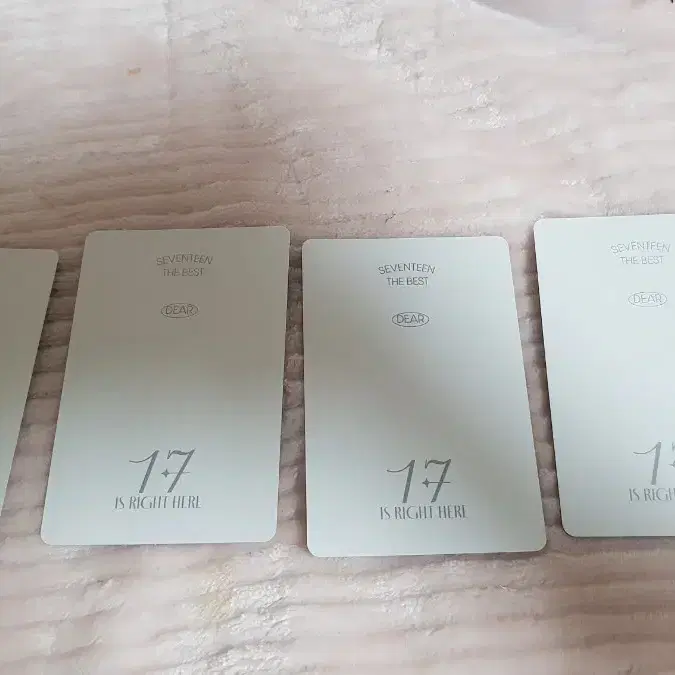 SEVENTEEN
THE BEST
DEAR
17
IS RIGHT HERE
SEVENTEEN
THE BEST
DEAR
17
IS RIGHT HERE
SEVENTEEN
THE BEST
DEAR
17
IS RIGH